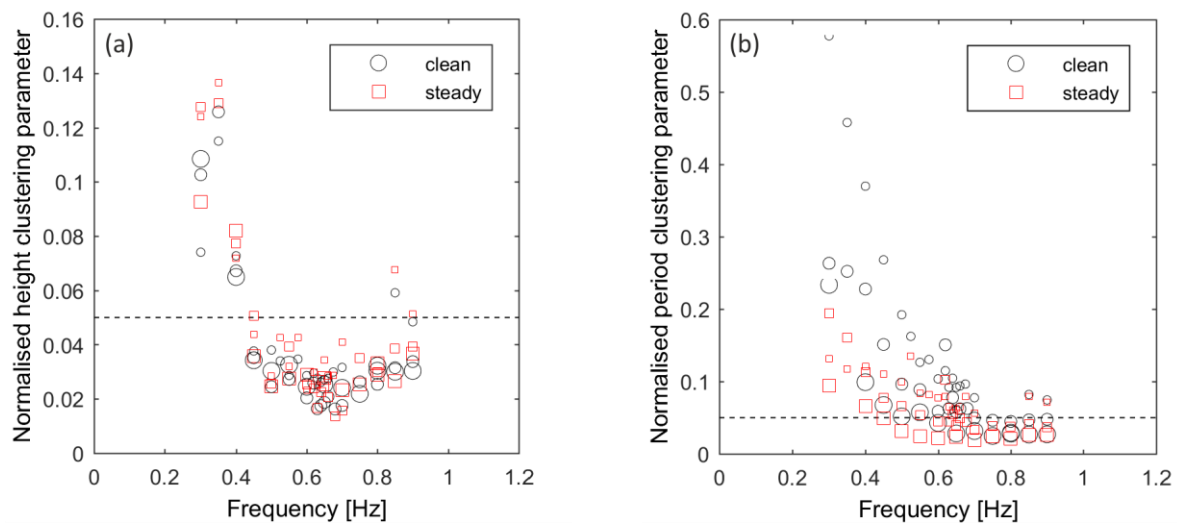 (a)
clean
steady
Normalised height clustering parameter
0.16
0.14
0.12
0.1
0.08
0.06
0.04
0.02
0
0 0.2 0.4 0.6 0.8 1 1.2
Frequency [Hz]
(b)
clean
steady
Normalised period clustering parameter
0.6
0.5
0.4
0.3
0.2
0.1
0
0 0.2 0.4 0.6 0.8 1 1.2
Frequency [Hz]